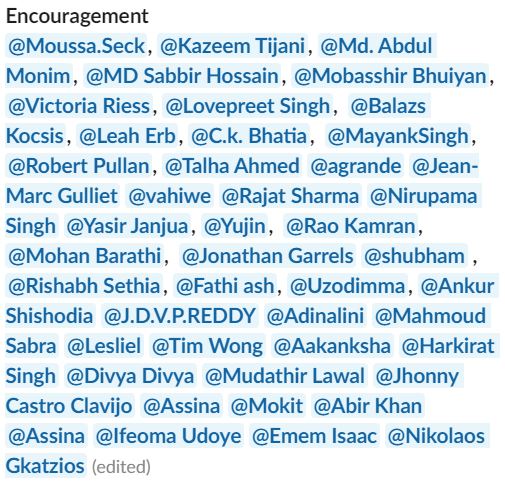 Encouragement
@Moussa.Seck, @Kazeem Tijani, @Md. Abdul
Monim, @MD Sabbir Hossain, @Mobasshir Bhuiyan,
@Victoria Riess, @Lovepreet Singh, @Balazs
Kocsis, @Leah Erb, @C.k. Bhatia, @MayankSingh,
@Robert Pullan, @Talha Ahmed @agrande @Jean-
Marc Gulliet @vahiwe @Rajat Sharma @Nirupama
Singh @Yasir Janjua, @Yujin, @Rao Kamran,
@Mohan Barathi, @Jonathan Garrels @shubham ,
@Rishabh Sethia, @Fathi ash, @Uzodimma, @Ankur
Shishodia @J.D.V.P.REDDY @Adinalini @Mahmoud
Sabra @Lesliel @Tim Wong @Aakanksha @Harkirat
Singh @Divya Divya @Mudathir Lawal @Jhonny
Castro Clavijo @Assina @Mokit @Abir Khan
@Assina @Ifeoma Udoye @Emem Isaac @Nikolaos
Gkatzios (edited)